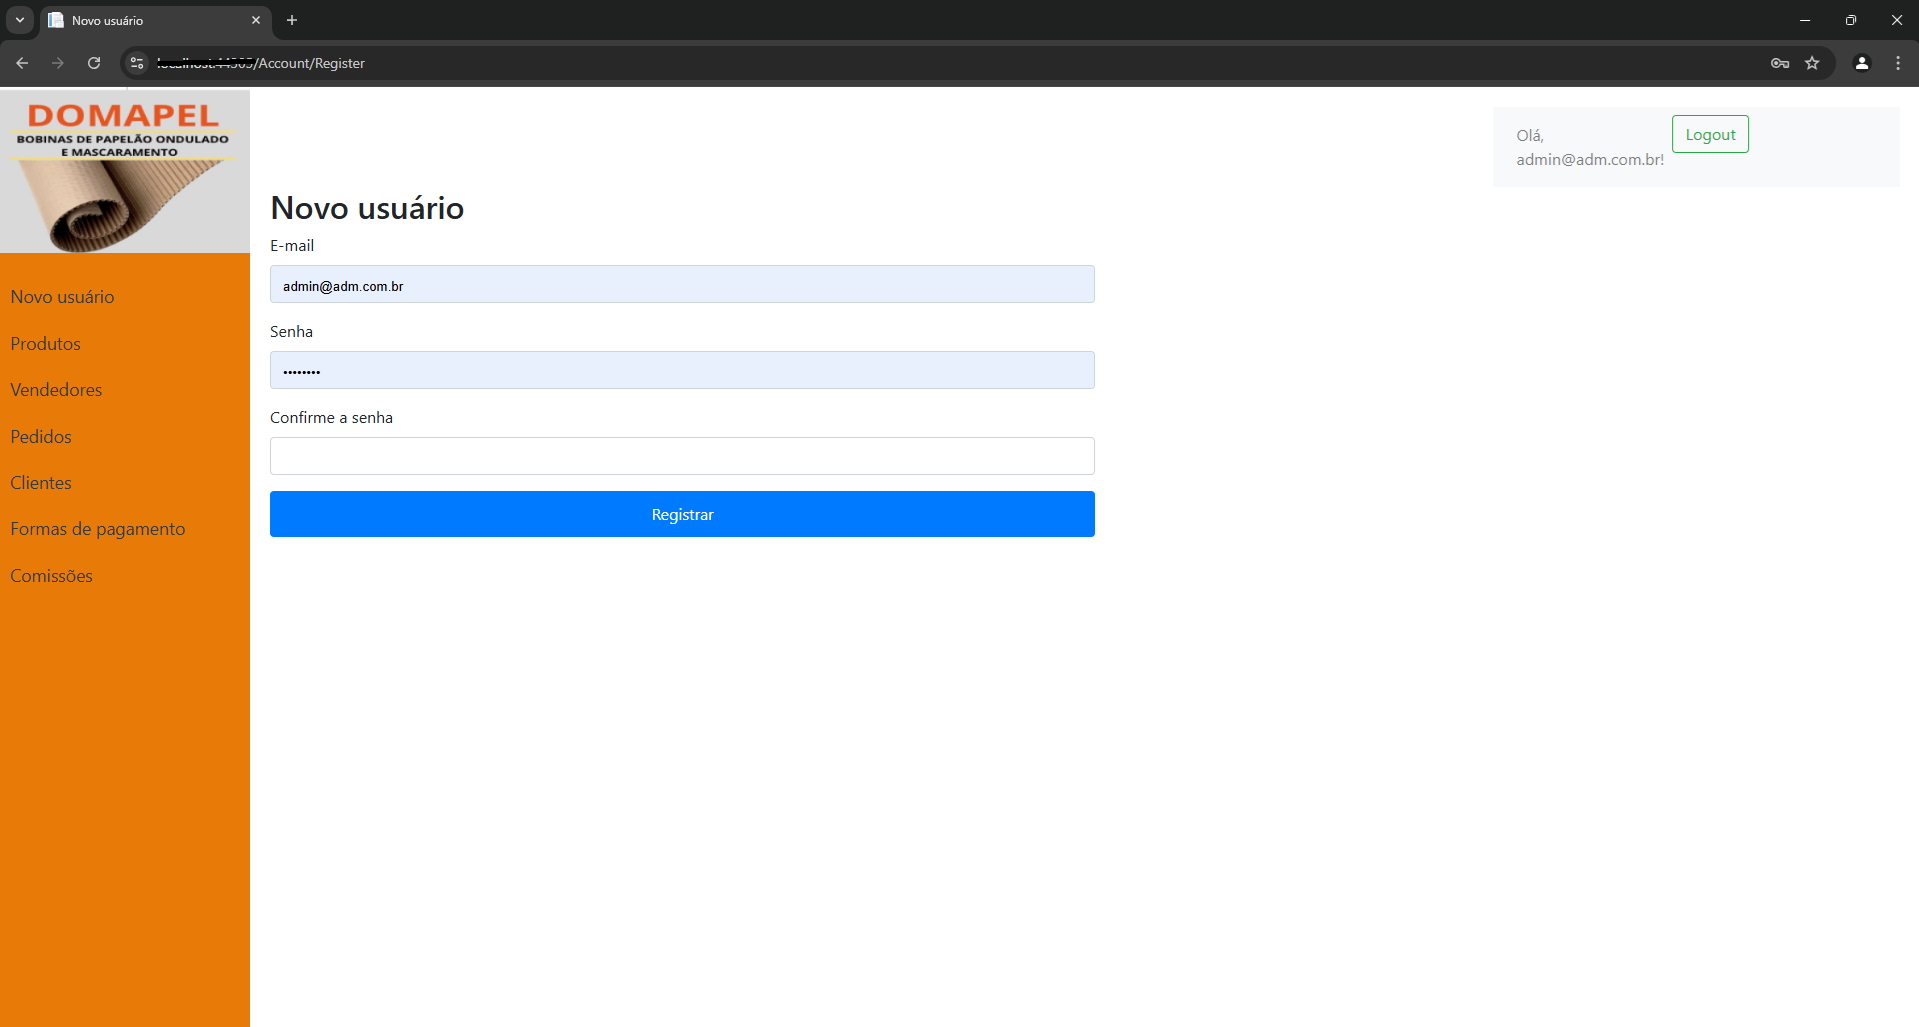 Novo usuário
/Account/Register
DOMAPEL
BOBINAS DE PAPELÃO ONDULADO
E MASCARAMENTO
Olá,
admin@adm.com.br!
Logout
Novo usuário
Produtos
Vendedores
Pedidos
Clientes
Formas de pagamento
Comissões
Novo usuário
E-mail
admin@adm.com.br
Senha
••••••••
Confirme a senha
Registrar